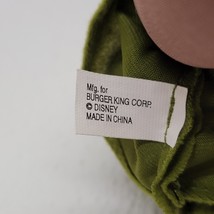 Mfg. for
BURGER KING CORP.
© DISNEY
MADE IN CHINA